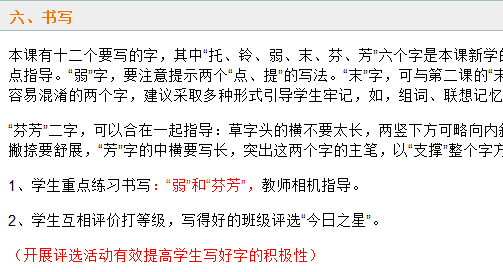 六、书写
本课有十二个要写的字，其中“托、铃、弱、末、芬、芳”六个字是本课新学的
点指导。“弱”字，要注意提示两个“点、提”的写法。“末”字，可与第二课的“末
容易混淆的两个字，建议采取多种形式引导学生牢记，如，组词、联想记忆
“芬芳”二字，可以合在一起指导：草字头的横不要太长，两竖下方可略向内斜
撇捺要舒展，“芳”字的中横要写长，突出这两个字的主笔，以“支撑”整个字方
1、学生重点练习书写：“弱”和“芬芳”，教师相机指导。
2、学生互相评价打等级，写得好的班级评选“今日之星”。
（开展评选活动有效提高学生写好字的积极性）